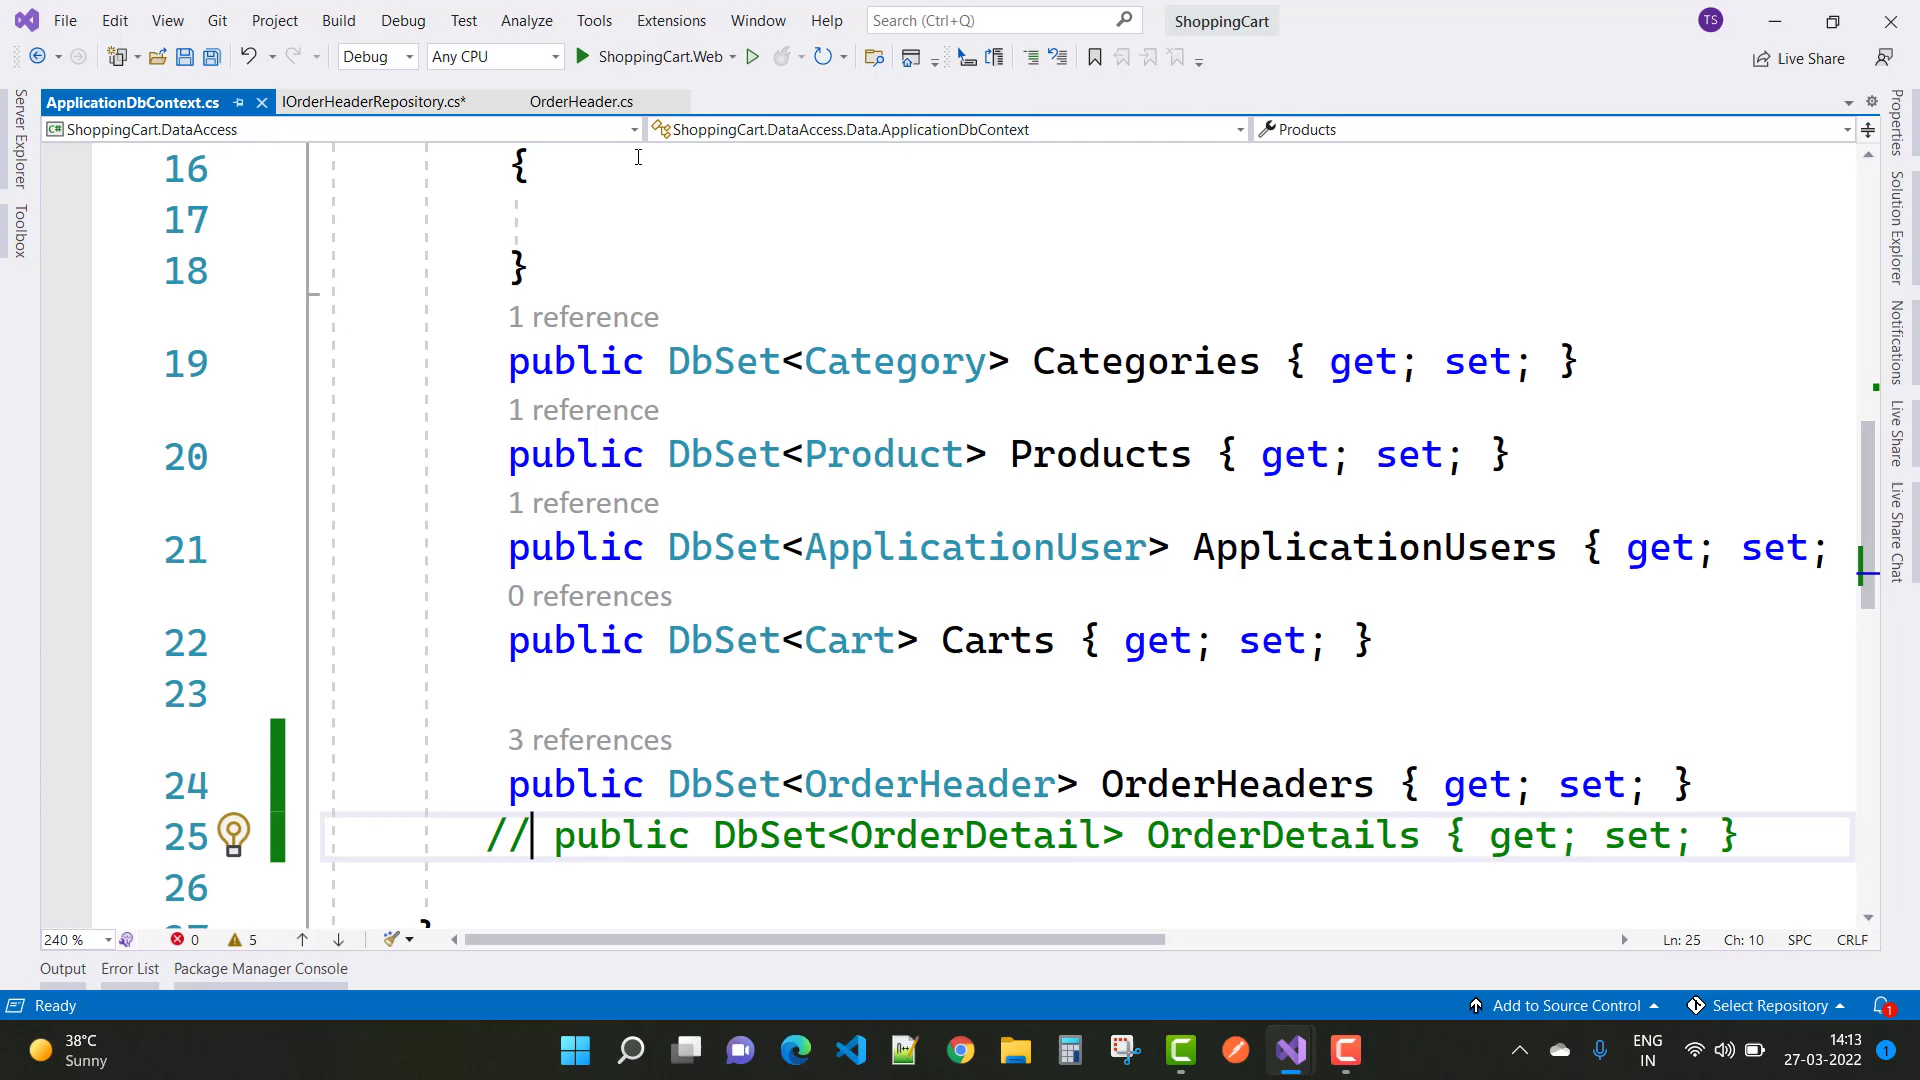 File Edit View Git Project Build Debug Test Analyze Tools Extensions Window Help Search (Ctrl+Q) ShoppingCart TS
Debug Any CPU ShoppingCart.Web Live Share
ApplicationDbContext.cs IOrderHeaderRepository.cs* OrderHeader.cs
C# ShoppingCart.DataAccess ShoppingCart.DataAccess.Data.ApplicationDbContext Products
Server Explorer
Toolbox
16 {
17
18 }
1 reference
19 public DbSet<Category> Categories { get; set; }
1 reference
20 public DbSet<Product> Products { get; set; }
1 reference
21 public DbSet<ApplicationUser> ApplicationUsers { get; set;
0 references
22 public DbSet<Cart> Carts { get; set; }
23
3 references
24 public DbSet<OrderHeader> OrderHeaders { get; set; }
25 // public DbSet<OrderDetail> OrderDetails { get; set; }
26
Properties
Solution Explorer
Notifications
Live Share
Live Share Chat
240 % 0 5 Ln: 25 Ch: 10 SPC CRLF
Output Error List Package Manager Console
Ready Add to Source Control Select Repository 1
38°C
Sunny
ENG
IN
14:13
27-03-2022
1